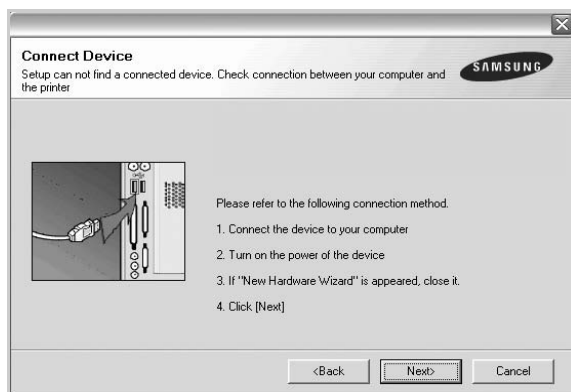 Connect Device
Setup can not find a connected device. Check connection between your computer and
the printer
SAMSUNG
Please refer to the following connection method.
1. Connect the device to your computer
2. Turn on the power of the device
3. If "New Hardware Wizard" is appeared, close it.
4. Click [Next]
<Back
Next>
Cancel